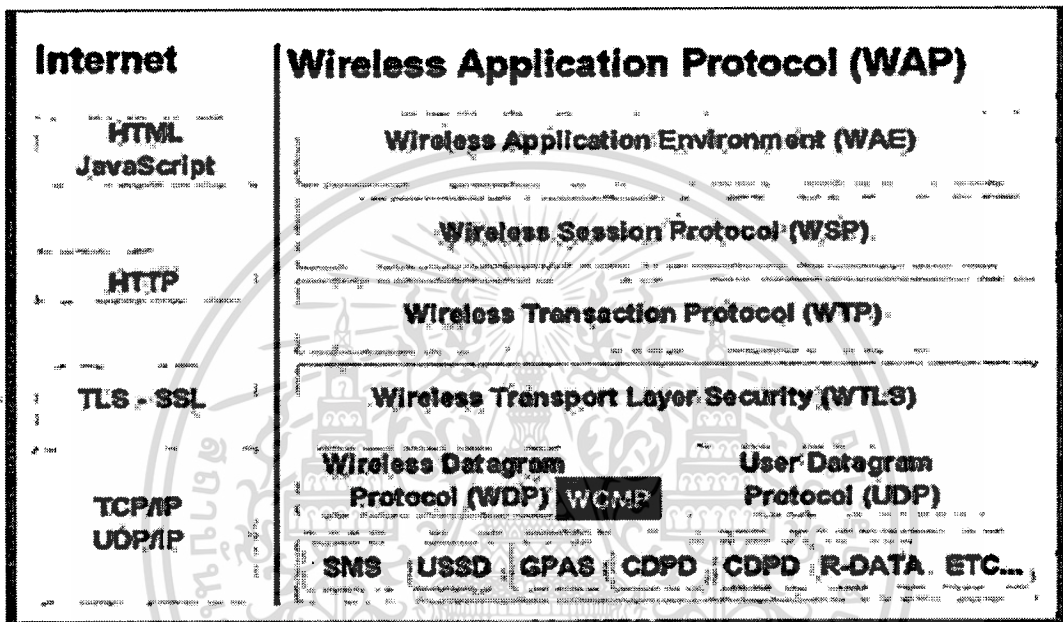 Internet
Wireless Application Protocol (WAP)
HTML
JavaScript
Wireless Application Environment (WAE)
Wireless Session Protocol (WSP)
HTTP
Wireless Transaction Protocol (WTP)
TLS - SSL
Wireless Transport Layer Security (WTLS)
Wireless Datagram
Protocol (WDP)
WCMP
User Datagram
Protocol (UDP)
TCP/IP
UDP/IP
SMS USSD GPAS CDPD CDPD R-DATA ETC...